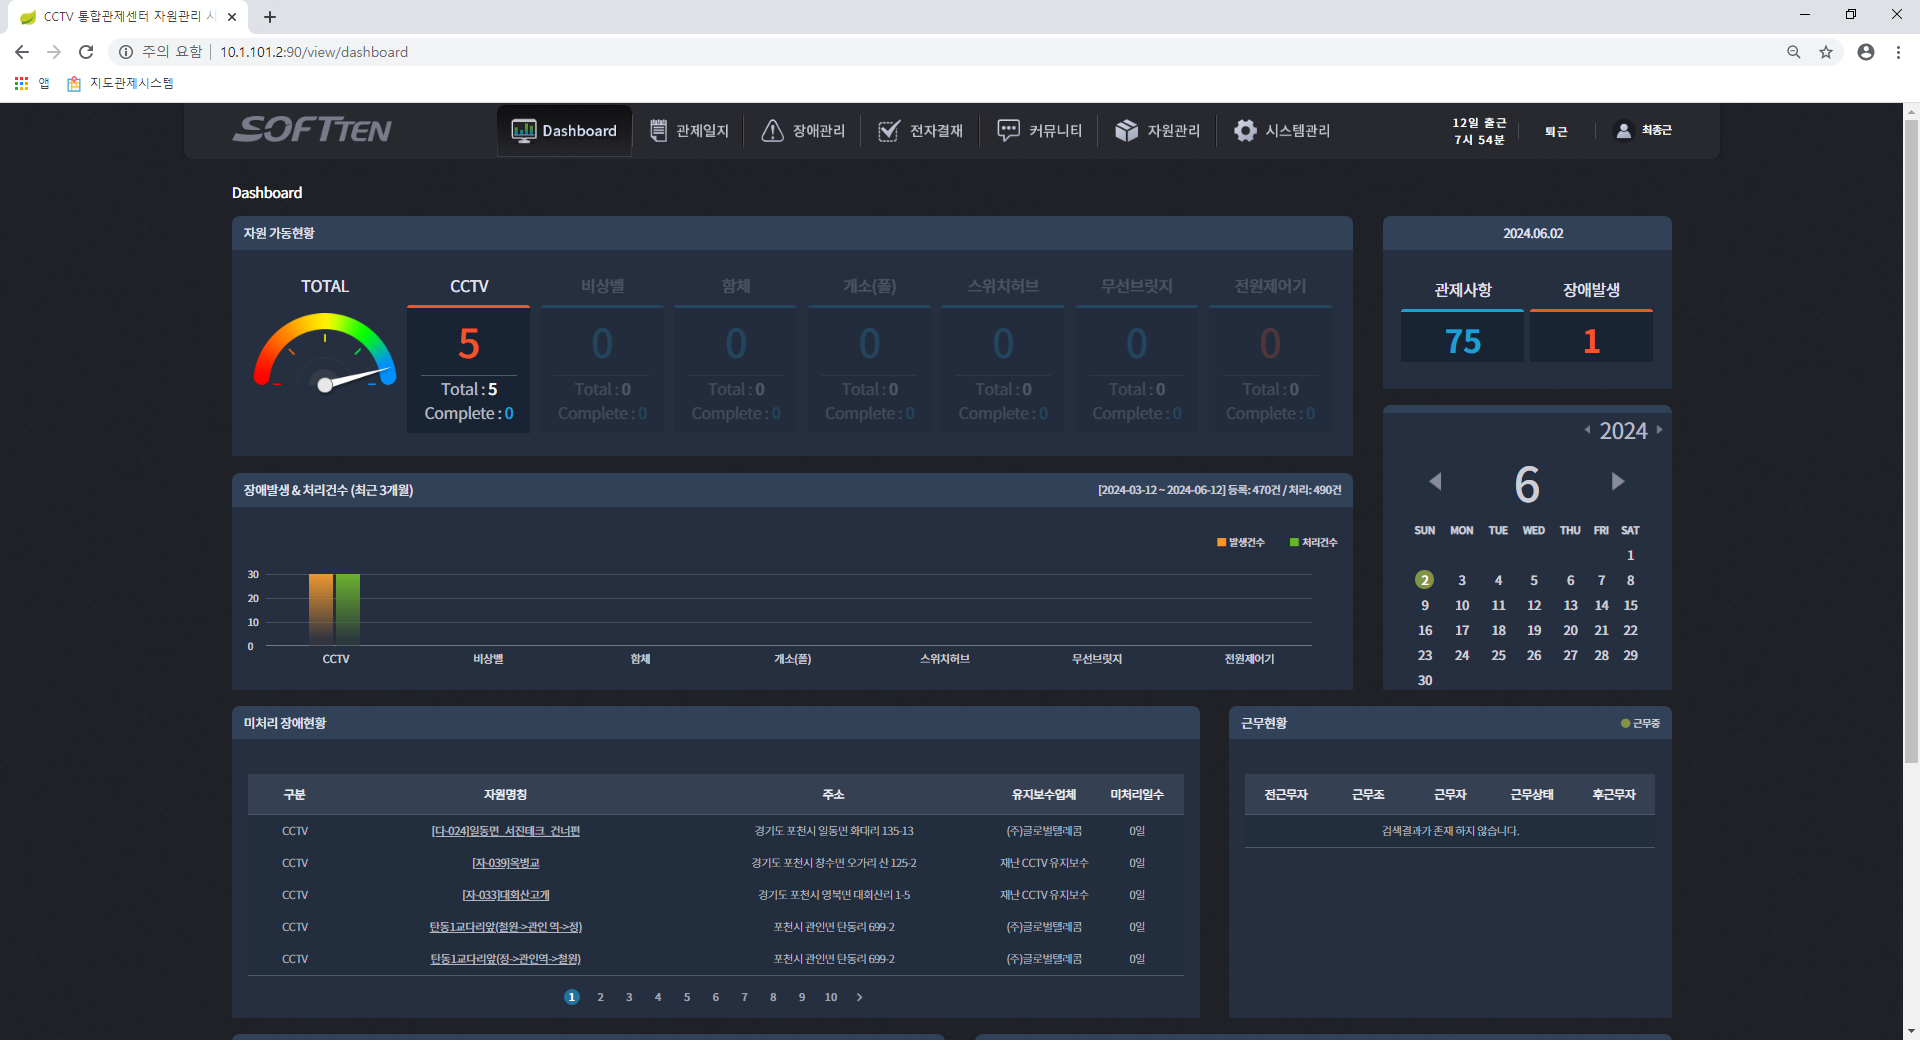 CCTV 통합관제센터 자원관리 시
주의 요함 10.1.101.2:90/view/dashboard
앱 지도관제시스템
SOFTTEN Dashboard 관제일지 장애관리 전자결재 커뮤니티 자원관리 시스템관리 12일 출근 7시 54분 퇴근 최종근
Dashboard
자원 가동현황
TOTAL CCTV 비상벨 함체 개소(폴) 스위치허브 무선브릿지 전원제어기
5 0 0 0 0 0 0
Total : 5 Total : 0 Total : 0 Total : 0 Total : 0 Total : 0 Total : 0
Complete : 0 Complete : 0 Complete : 0 Complete : 0 Complete : 0 Complete : 0 Complete : 0
2024.06.02
관제사항 장애발생
75 1
장애발생 & 처리건수 (최근 3개월) [2024-03-12 ~ 2024-06-12] 등록: 470건 / 처리: 490건
발생건수 처리건수
30
20
10
0
CCTV 비상벨 함체 개소(폴) 스위치허브 무선브릿지 전원제어기
2024
6
SUN MON TUE WED THU FRI SAT
1
2 3 4 5 6 7 8
9 10 11 12 13 14 15
16 17 18 19 20 21 22
23 24 25 26 27 28 29
30
미처리 장애현황
구분 자원명칭 주소 유지보수업체 미처리일수
CCTV [다-024]일동면_서진테크_건너편 경기도 포천시 일동면 화대리 135-13 (주)글로벌텔레콤 0일
CCTV [자-039]옥병교 경기도 포천시 창수면 오가리 산 125-2 재난 CCTV 유지보수 0일
CCTV [자-033]대회산고개 경기도 포천시 영북면 대회산리 1-5 재난 CCTV 유지보수 0일
CCTV 탄동1교다리앞(철원->관인 역->정) 포천시 관인면 탄동리 699-2 (주)글로벌텔레콤 0일
CCTV 탄동1교다리앞(정->관인역->철원) 포천시 관인면 탄동리 699-2 (주)글로벌텔레콤 0일
1 2 3 4 5 6 7 8 9 10
근무현황 근무중
전근무자 근무조 근무자 근무상태 후근무자
검색결과가 존재 하지 않습니다.